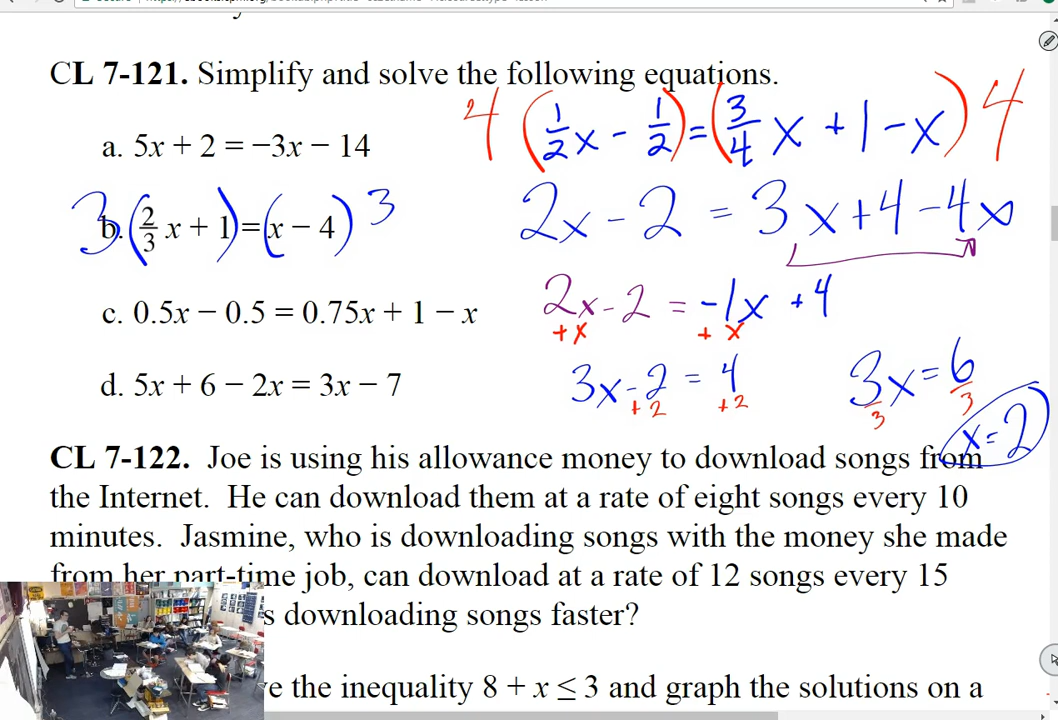 CL 7-121. Simplify and solve the following equations.
4 (1/2 x - 1/2) = (3/4 x + 1 - x) 4
a. 5x + 2 = −3x − 14
2x - 2 = 3x + 4 - 4x
3 (b. 2/3 x + 1) = (x − 4) 3
2x - 2 = -1x + 4
+x + x
c. 0.5x − 0.5 = 0.75x + 1 − x
3x - 2 = 4
+2 +2
3x = 6
3 3
x = 2
d. 5x + 6 − 2x = 3x − 7
CL 7-122. Joe is using his allowance money to download songs from
the Internet. He can download them at a rate of eight songs every 10
minutes. Jasmine, who is downloading songs with the money she made
from her part-time job, can download at a rate of 12 songs every 15
s downloading songs faster?
e the inequality 8 + x ≤ 3 and graph the solutions on a